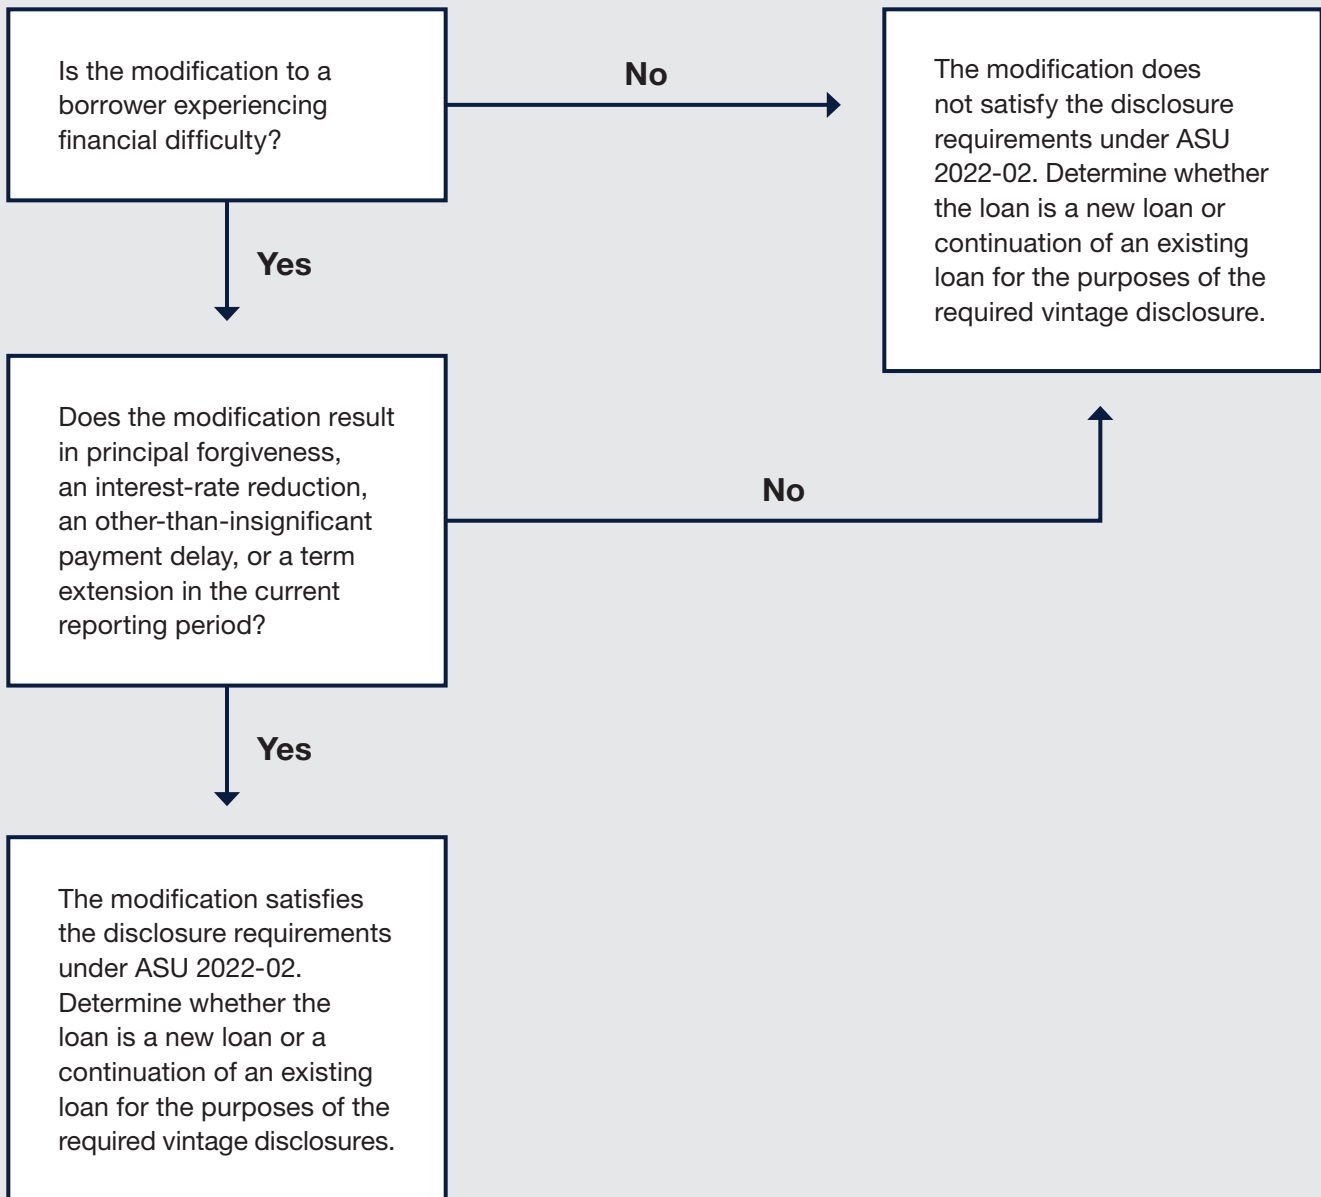 Is the modification to a
borrower experiencing
financial difficulty?
No
The modification does
not satisfy the disclosure
requirements under ASU
2022-02. Determine whether
the loan is a new loan or
continuation of an existing
loan for the purposes of the
required vintage disclosure.
Yes
Does the modification result
in principal forgiveness,
an interest-rate reduction,
an other-than-insignificant
payment delay, or a term
extension in the current
reporting period?
No
Yes
The modification satisfies
the disclosure requirements
under ASU 2022-02.
Determine whether the
loan is a new loan or a
continuation of an existing
loan for the purposes of the
required vintage disclosures.